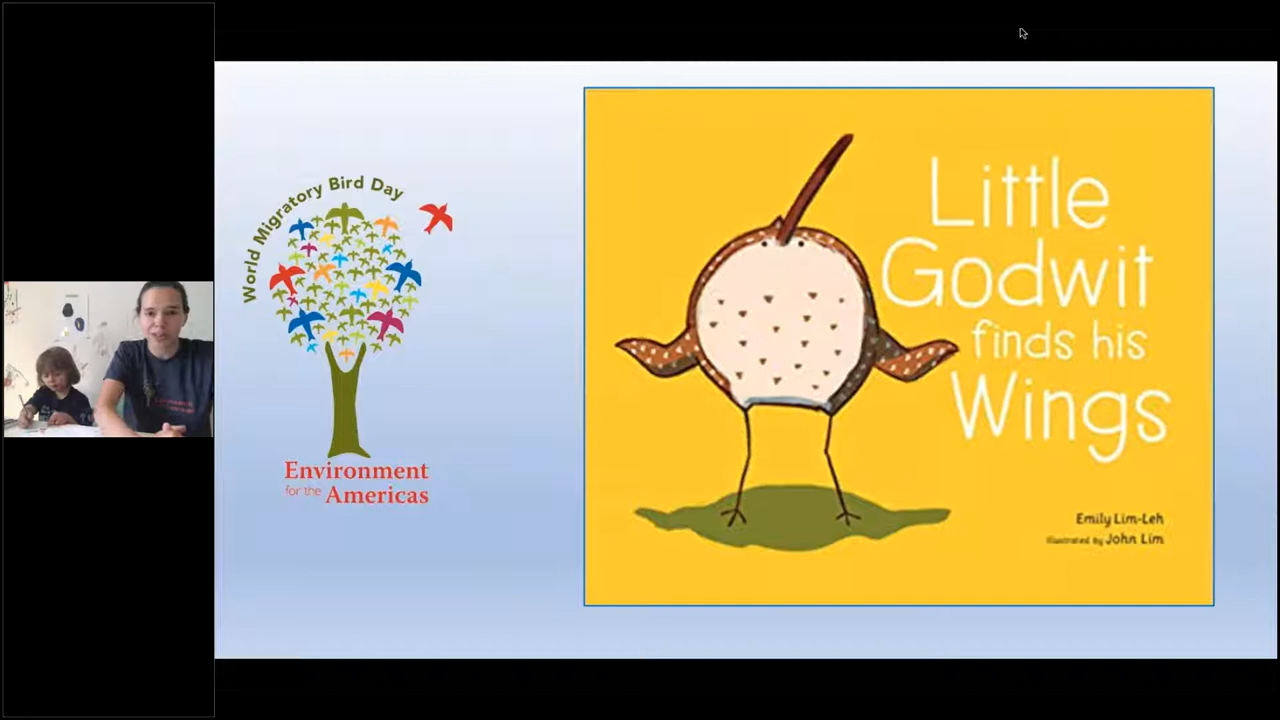 World Migratory Bird Day
Environment
for the Americas
Little
Godwit
finds his
Wings
Emily Lim-Leh
Illustrated by John Lim